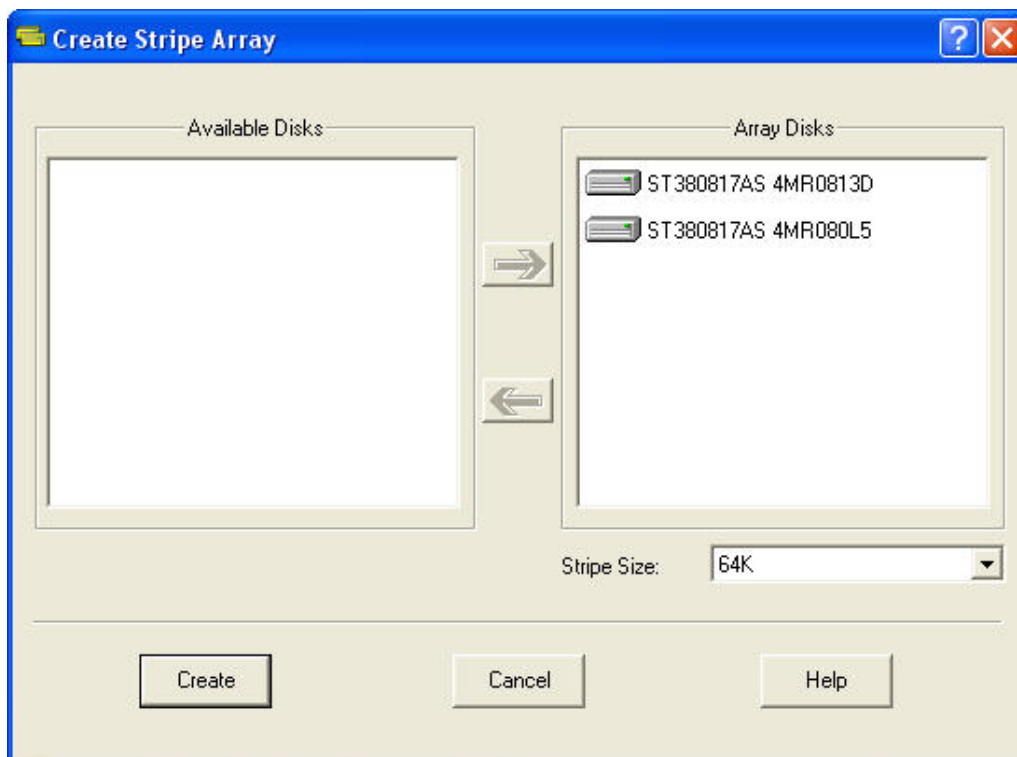 Create Stripe Array
Available Disks
Array Disks
ST380817AS 4MR0813D
ST380817AS 4MR080L5
Stripe Size:
64K
Create
Cancel
Help